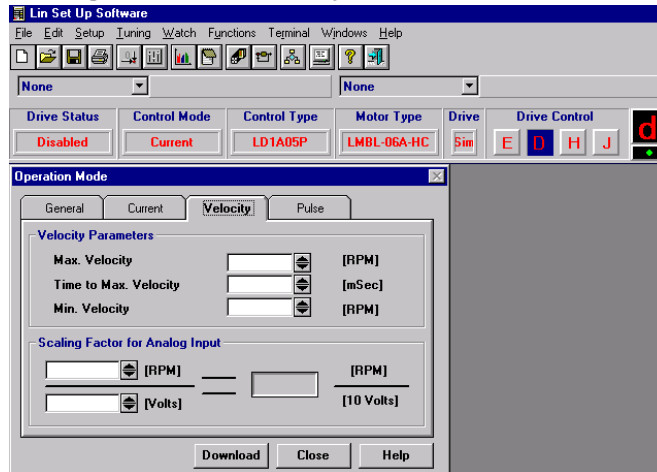 Lin Set Up Software
File Edit Setup Tuning Watch Functions Terminal Windows Help
None None
Drive Status Control Mode Control Type Motor Type Drive Drive Control
Disabled Current LD1A05P LMBL-06A-HC Sim E D H J d
Operation Mode
General Current Velocity Pulse
Velocity Parameters
Max. Velocity [RPM]
Time to Max. Velocity [mSec]
Min. Velocity [RPM]
Scaling Factor for Analog Input
[RPM] [RPM]
[Volts] [10 Volts]
Download Close Help